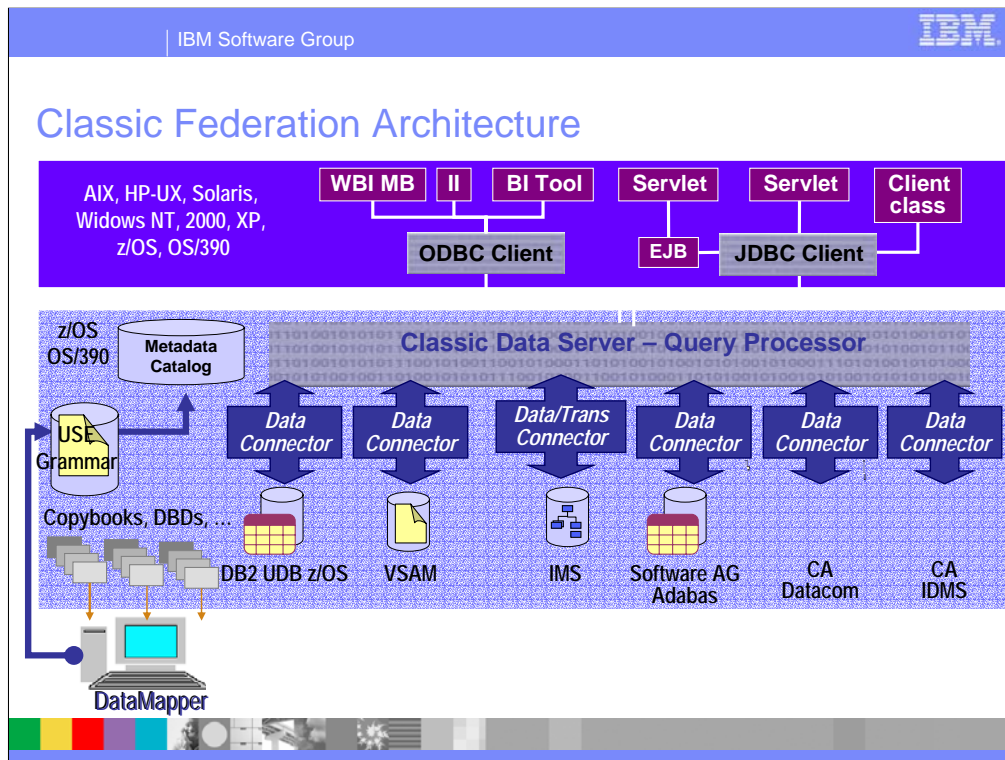 IBM Software Group
IBM
Classic Federation Architecture
AIX, HP-UX, Solaris,
Widows NT, 2000, XP,
z/OS, OS/390
WBI MB
II
BI Tool
Servlet
Servlet
Client
class
ODBC Client
EJB
JDBC Client
z/OS
OS/390
Metadata
Catalog
Classic Data Server – Query Processor
USE
Grammar
Data
Connector
Data
Connector
Data/Trans
Connector
Data
Connector
Data
Connector
Data
Connector
Copybooks, DBDs, ...
DB2 UDB z/OS
VSAM
IMS
Software AG
Adabas
CA
Datacom
CA
IDMS
DataMapper